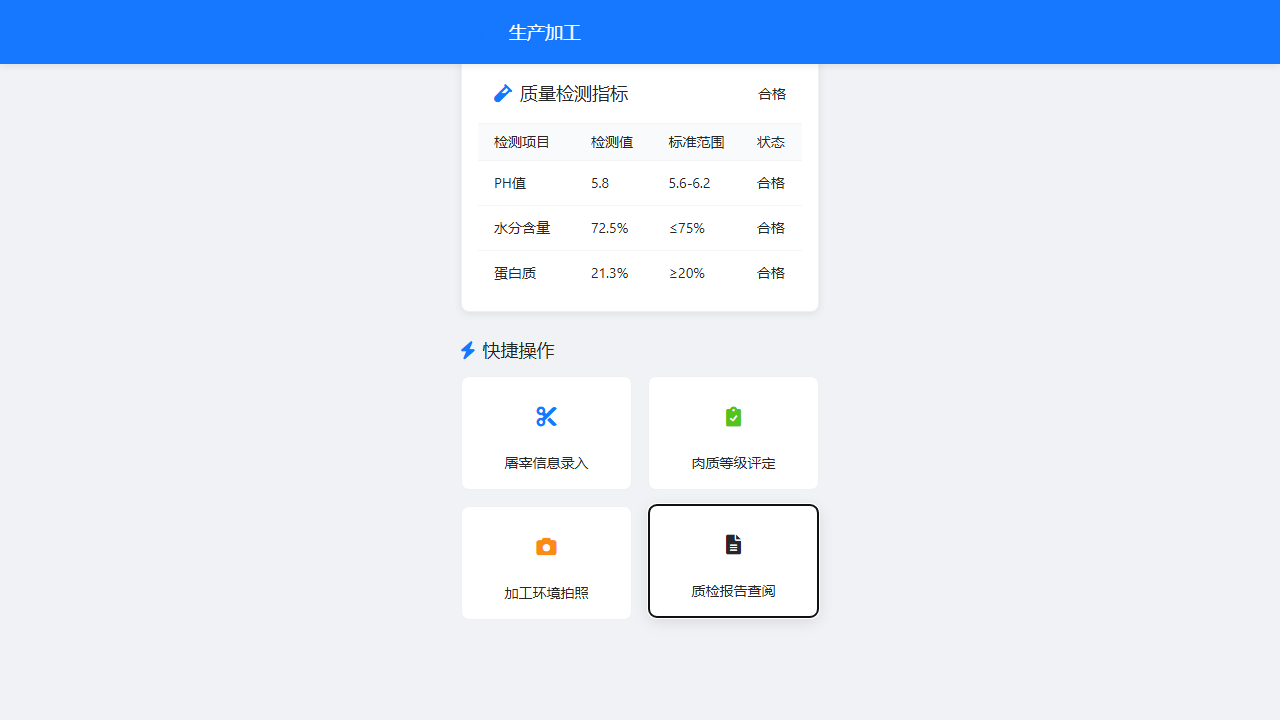 生产加工
质量检测指标 合格
检测项目 检测值 标准范围 状态
PH值 5.8 5.6-6.2 合格
水分含量 72.5% ≤75% 合格
蛋白质 21.3% ≥20% 合格
快捷操作
屠宰信息录入 肉质等级评定
加工环境拍照 质检报告查阅